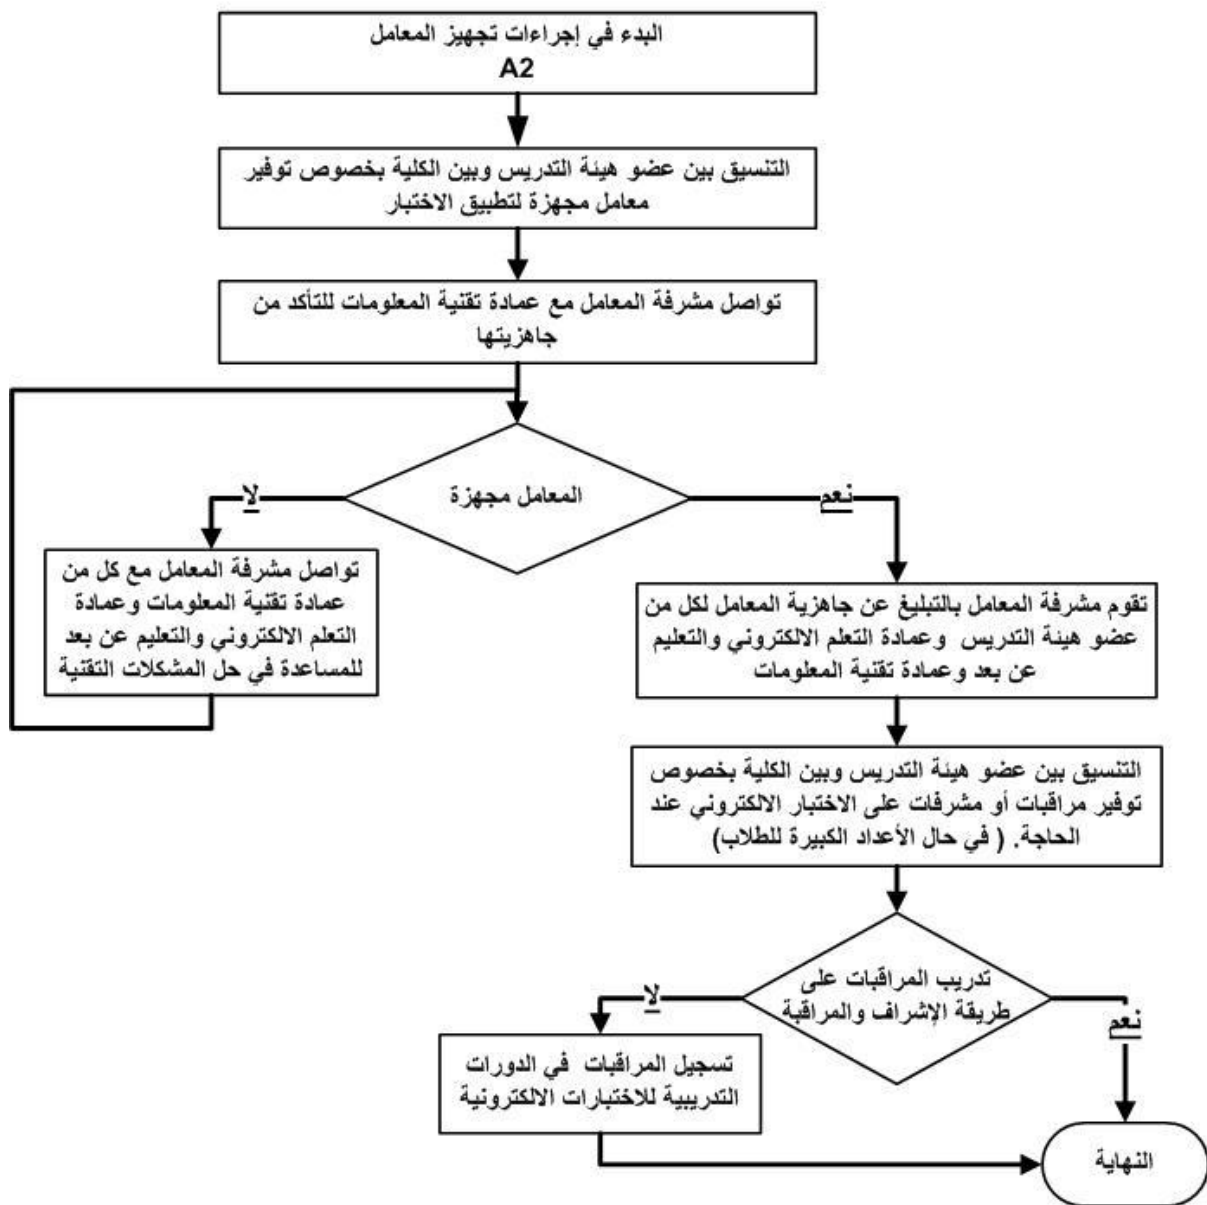 البدء في إجراءات تجهيز المعامل
A2
التنسيق بين عضو هيئة التدريس وبين الكلية بخصوص توفير
معامل مجهزة لتطبيق الاختبار
تواصل مشرفة المعامل مع عمادة تقنية المعلومات للتأكد من
جاهزيتها
المعامل مجهزة
نعم
لا
تواصل مشرفة المعامل مع كل من
عمادة تقنية المعلومات وعمادة
التعلم الالكتروني والتعليم عن بعد
للمساعدة في حل المشكلات التقنية
تقوم مشرفة المعامل بالتبليغ عن جاهزية المعامل لكل من
عضو هيئة التدريس وعمادة التعلم الالكتروني والتعليم
عن بعد وعمادة تقنية المعلومات
التنسيق بين عضو هيئة التدريس وبين الكلية بخصوص
توفير مراقبات أو مشرفات على الاختبار الالكتروني عند
الحاجة. ( في حال الأعداد الكبيرة للطلاب)
تدريب المراقبات على
طريقة الإشراف والمراقبة
نعم
لا
تسجيل المراقبات في الدورات
التدريبية للاختبارات الالكترونية
النهاية